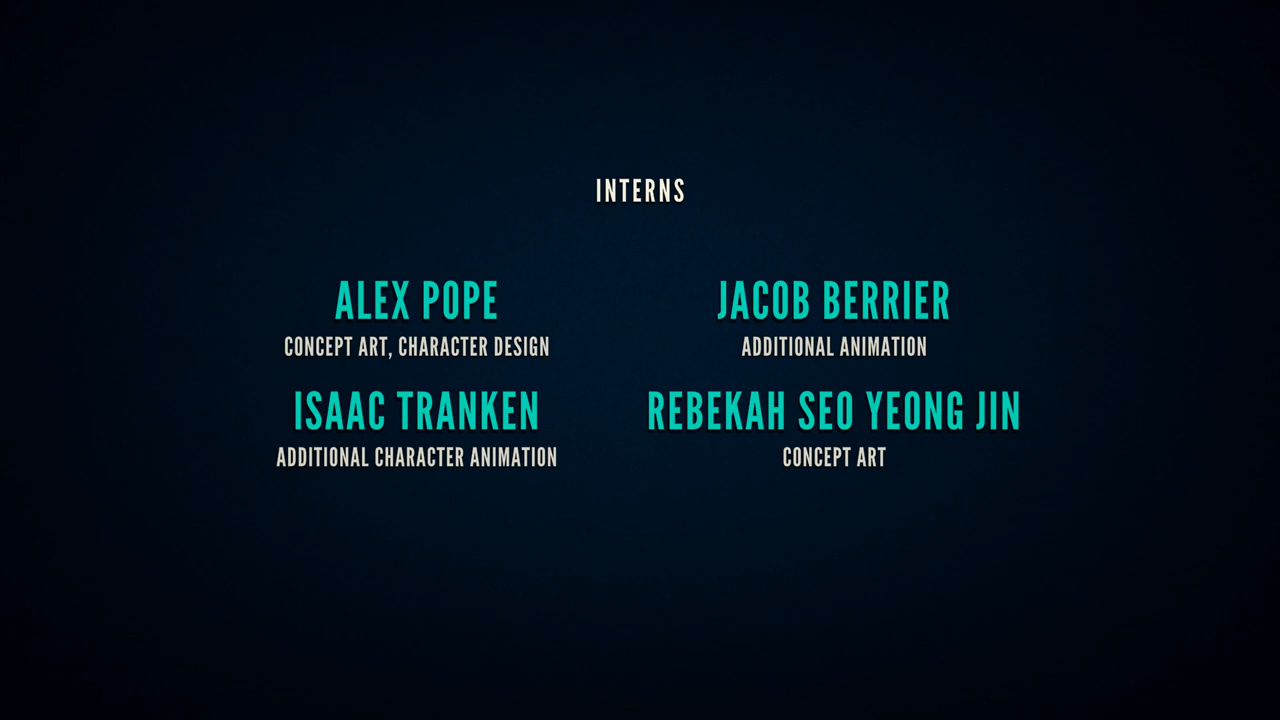 INTERNS
ALEX POPE
CONCEPT ART, CHARACTER DESIGN
JACOB BERRIER
ADDITIONAL ANIMATION
ISAAC TRANKEN
ADDITIONAL CHARACTER ANIMATION
REBEKAH SEO YEONG JIN
CONCEPT ART